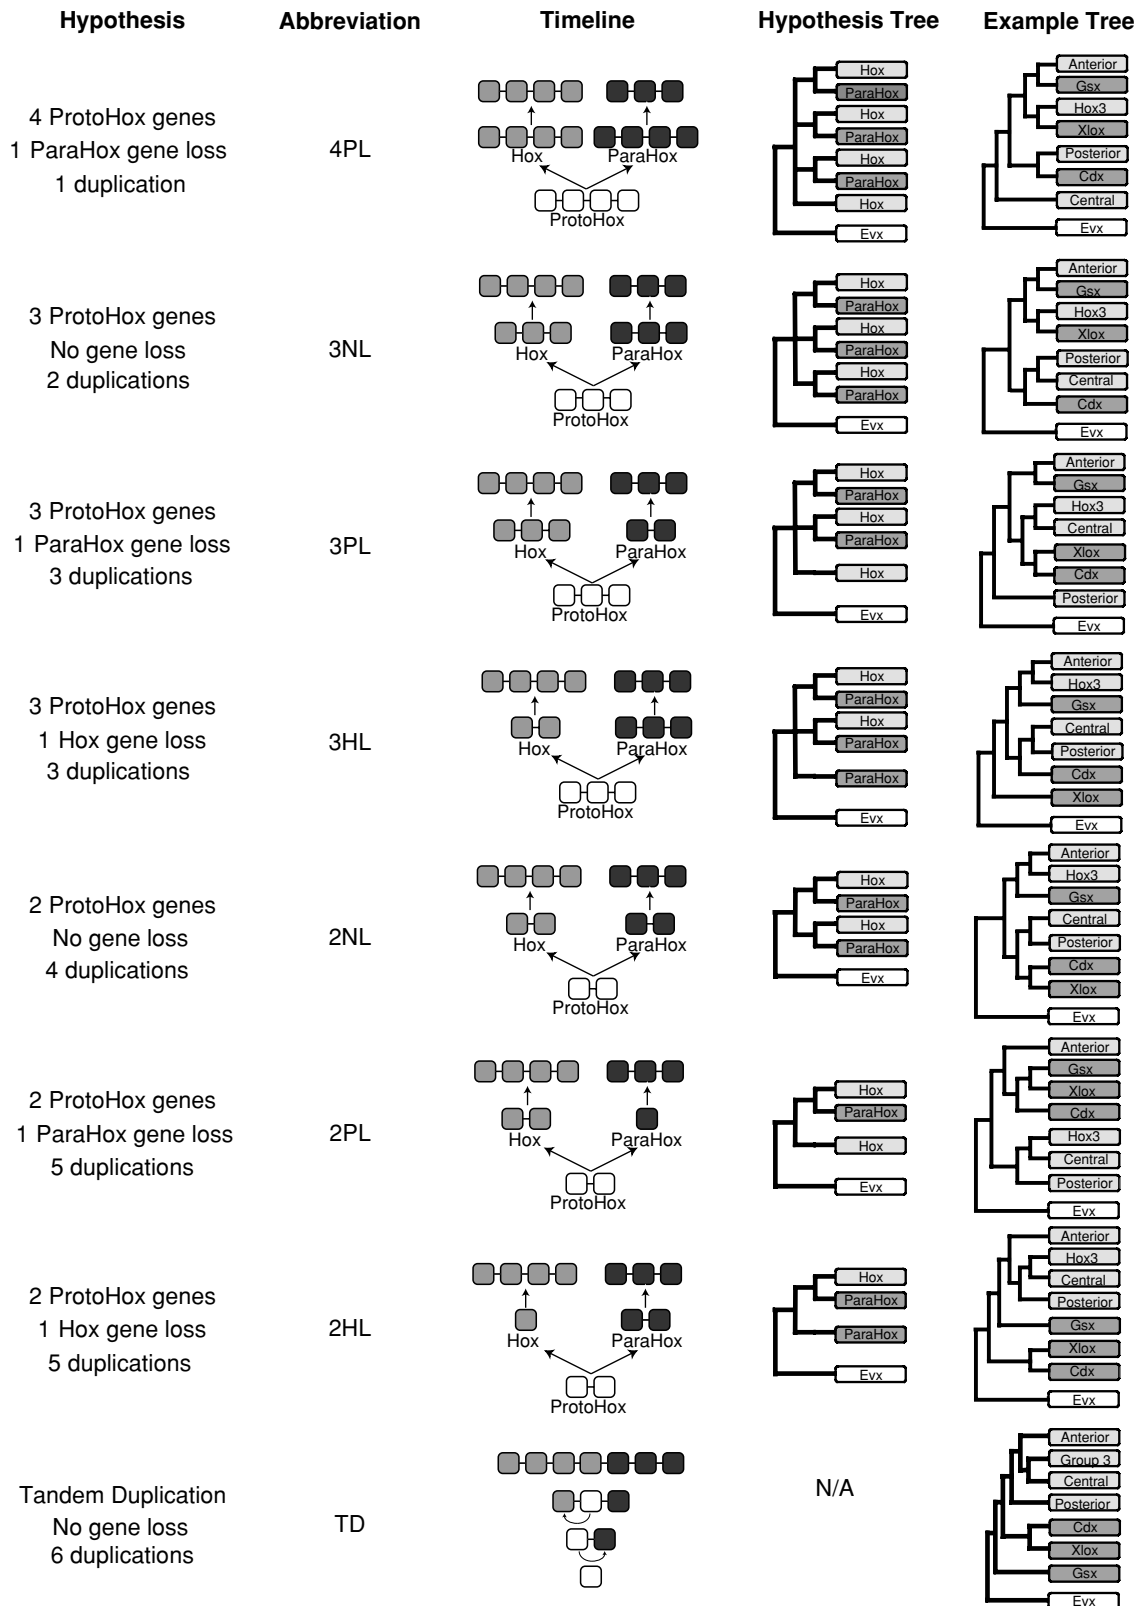 Hypothesis Abbreviation Timeline Hypothesis Tree Example Tree
4 ProtoHox genes
1 ParaHox gene loss
1 duplication
4PL
Hox ParaHox
ProtoHox
Hox
ParaHox
Hox
ParaHox
Hox
ParaHox
Hox
Evx
Anterior
Gsx
Hox3
Xlox
Posterior
Cdx
Central
Evx
3 ProtoHox genes
No gene loss
2 duplications
3NL
Hox ParaHox
ProtoHox
Hox
ParaHox
Hox
ParaHox
Hox
ParaHox
Evx
Anterior
Gsx
Hox3
Xlox
Posterior
Central
Cdx
Evx
3 ProtoHox genes
1 ParaHox gene loss
3 duplications
3PL
Hox ParaHox
ProtoHox
Hox
ParaHox
Hox
ParaHox
Hox
Evx
Anterior
Gsx
Hox3
Central
Xlox
Cdx
Posterior
Evx
3 ProtoHox genes
1 Hox gene loss
3 duplications
3HL
Hox ParaHox
ProtoHox
Hox
ParaHox
Hox
ParaHox
ParaHox
Evx
Anterior
Hox3
Gsx
Central
Posterior
Cdx
Xlox
Evx
2 ProtoHox genes
No gene loss
4 duplications
2NL
Hox ParaHox
ProtoHox
Hox
ParaHox
Hox
ParaHox
Evx
Anterior
Hox3
Gsx
Central
Posterior
Cdx
Xlox
Evx
2 ProtoHox genes
1 ParaHox gene loss
5 duplications
2PL
Hox ParaHox
ProtoHox
Hox
ParaHox
Hox
Evx
Anterior
Gsx
Xlox
Cdx
Hox3
Central
Posterior
Evx
2 ProtoHox genes
1 Hox gene loss
5 duplications
2HL
Hox ParaHox
ProtoHox
Hox
ParaHox
ParaHox
Evx
Anterior
Hox3
Central
Posterior
Gsx
Xlox
Cdx
Evx
Tandem Duplication
No gene loss
6 duplications
TD
N/A
Anterior
Group 3
Central
Posterior
Cdx
Xlox
Gsx
Evx